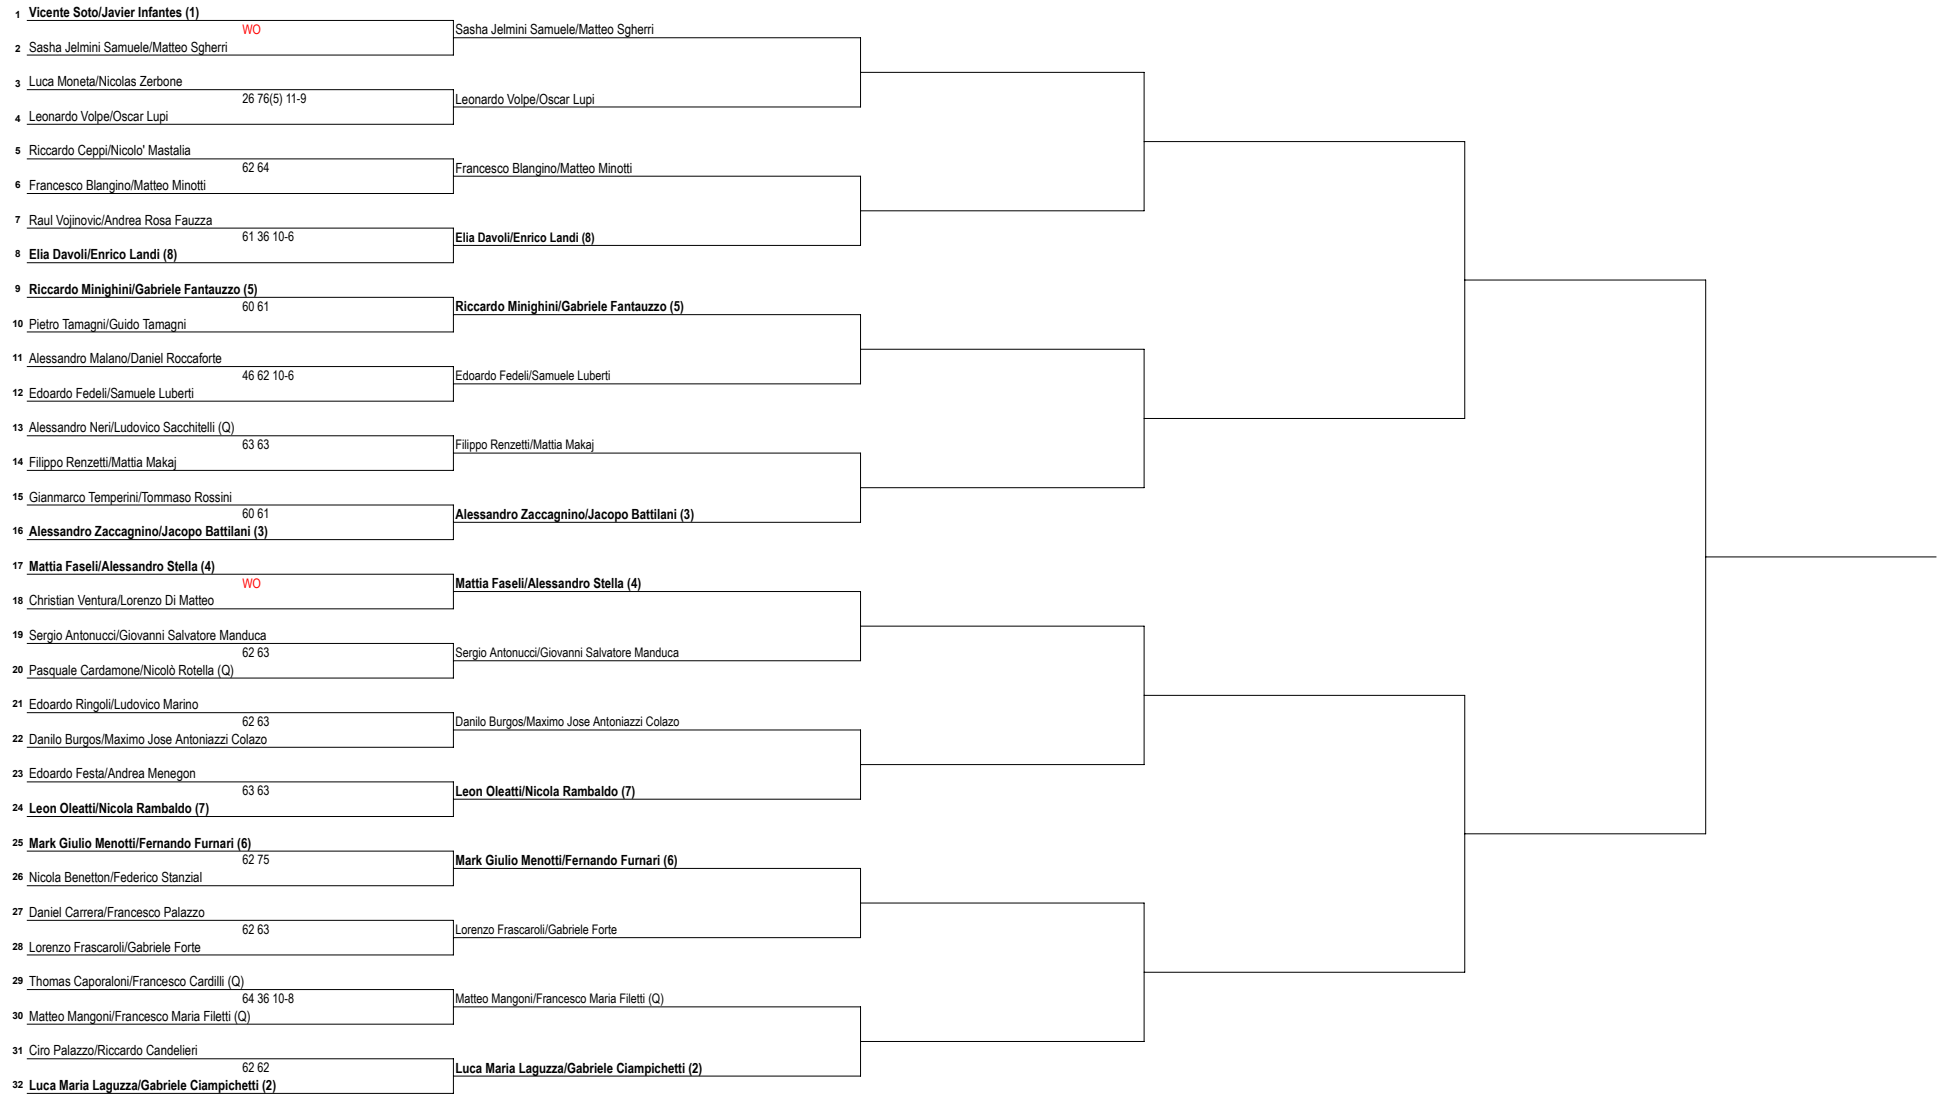 1 Vicente Soto/Javier Infantes (1)
WO
Sasha Jelmini Samuele/Matteo Sgherri
2 Sasha Jelmini Samuele/Matteo Sgherri
3 Luca Moneta/Nicolas Zerbone
26 76(5) 11-9
Leonardo Volpe/Oscar Lupi
4 Leonardo Volpe/Oscar Lupi
5 Riccardo Ceppi/Nicolo' Mastalia
62 64
Francesco Blangino/Matteo Minotti
6 Francesco Blangino/Matteo Minotti
7 Raul Vojinovic/Andrea Rosa Fauzza
61 36 10-6
Elia Davoli/Enrico Landi (8)
8 Elia Davoli/Enrico Landi (8)
9 Riccardo Minighini/Gabriele Fantauzzo (5)
60 61
Riccardo Minighini/Gabriele Fantauzzo (5)
10 Pietro Tamagni/Guido Tamagni
11 Alessandro Malano/Daniel Roccaforte
46 62 10-6
Edoardo Fedeli/Samuele Luberti
12 Edoardo Fedeli/Samuele Luberti
13 Alessandro Neri/Ludovico Sacchitelli (Q)
63 63
Filippo Renzetti/Mattia Makaj
14 Filippo Renzetti/Mattia Makaj
15 Gianmarco Temperini/Tommaso Rossini
60 61
Alessandro Zaccagnino/Jacopo Battilani (3)
16 Alessandro Zaccagnino/Jacopo Battilani (3)
17 Mattia Faseli/Alessandro Stella (4)
WO
Mattia Faseli/Alessandro Stella (4)
18 Christian Ventura/Lorenzo Di Matteo
19 Sergio Antonucci/Giovanni Salvatore Manduca
62 63
Sergio Antonucci/Giovanni Salvatore Manduca
20 Pasquale Cardamone/Nicolò Rotella (Q)
21 Edoardo Ringoli/Ludovico Marino
62 63
Danilo Burgos/Maximo Jose Antoniazzi Colazo
22 Danilo Burgos/Maximo Jose Antoniazzi Colazo
23 Edoardo Festa/Andrea Menegon
63 63
Leon Oleatti/Nicola Rambaldo (7)
24 Leon Oleatti/Nicola Rambaldo (7)
25 Mark Giulio Menotti/Fernando Furnari (6)
62 75
Mark Giulio Menotti/Fernando Furnari (6)
26 Nicola Benetton/Federico Stanzial
27 Daniel Carrera/Francesco Palazzo
62 63
Lorenzo Frascaroli/Gabriele Forte
28 Lorenzo Frascaroli/Gabriele Forte
29 Thomas Caporaloni/Francesco Cardilli (Q)
64 36 10-8
Matteo Mangoni/Francesco Maria Filetti (Q)
30 Matteo Mangoni/Francesco Maria Filetti (Q)
31 Ciro Palazzo/Riccardo Candelieri
62 62
Luca Maria Laguzza/Gabriele Ciampichetti (2)
32 Luca Maria Laguzza/Gabriele Ciampichetti (2)